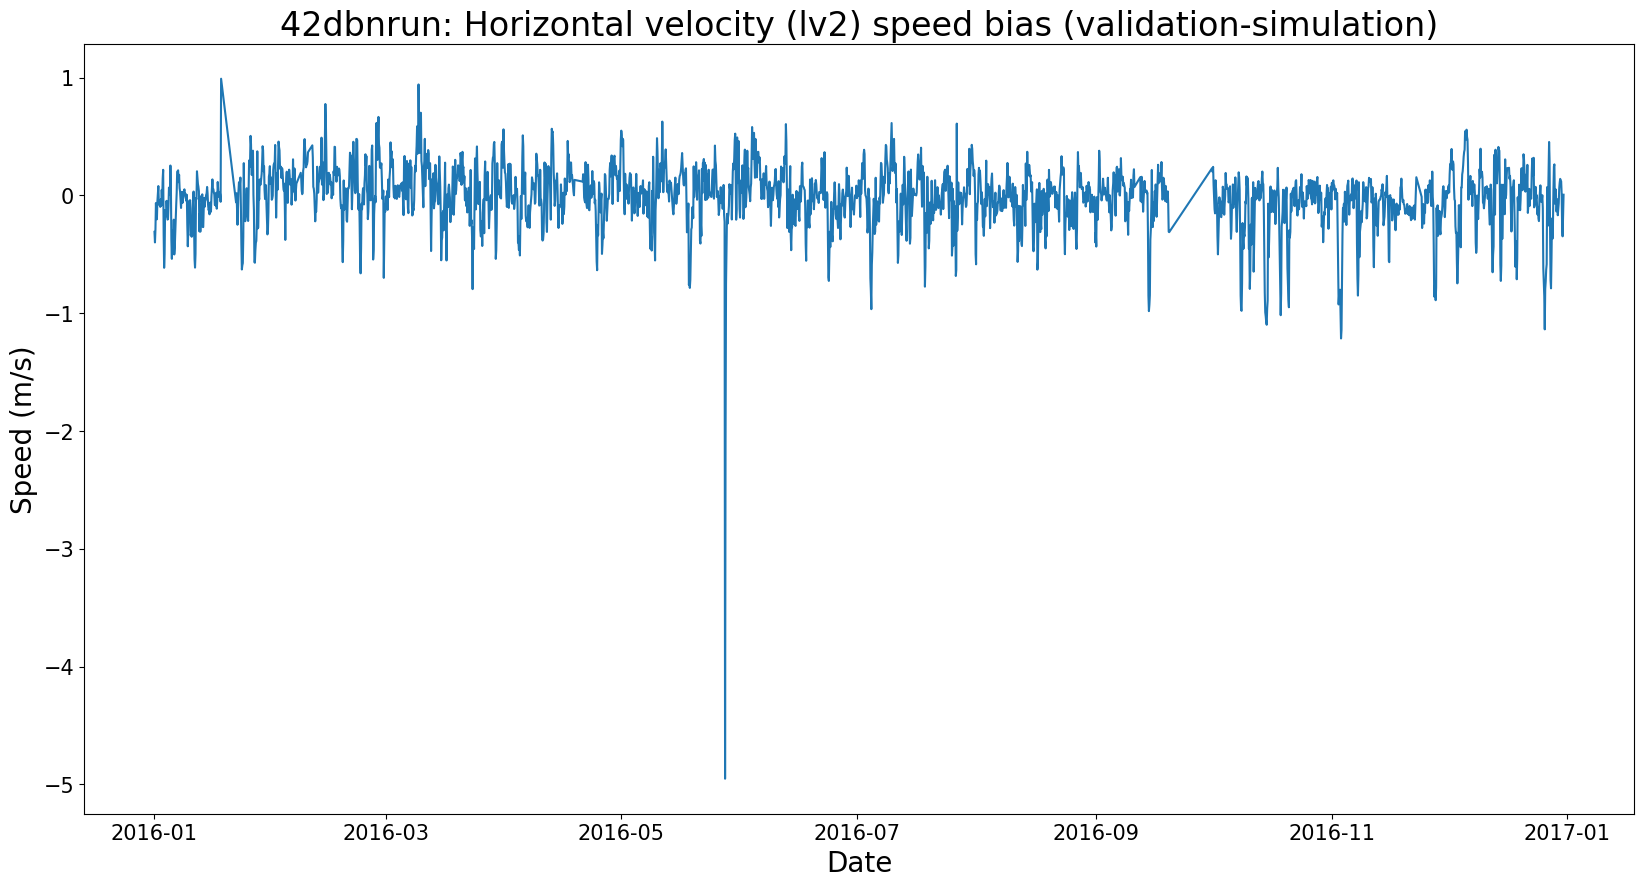 42dbnrun: Horizontal velocity (lv2) speed bias (validation-simulation)
1
0
−1
−2
−3
−4
−5
Speed (m/s)
2016-01 2016-03 2016-05 2016-07 2016-09 2016-11 2017-01
Date